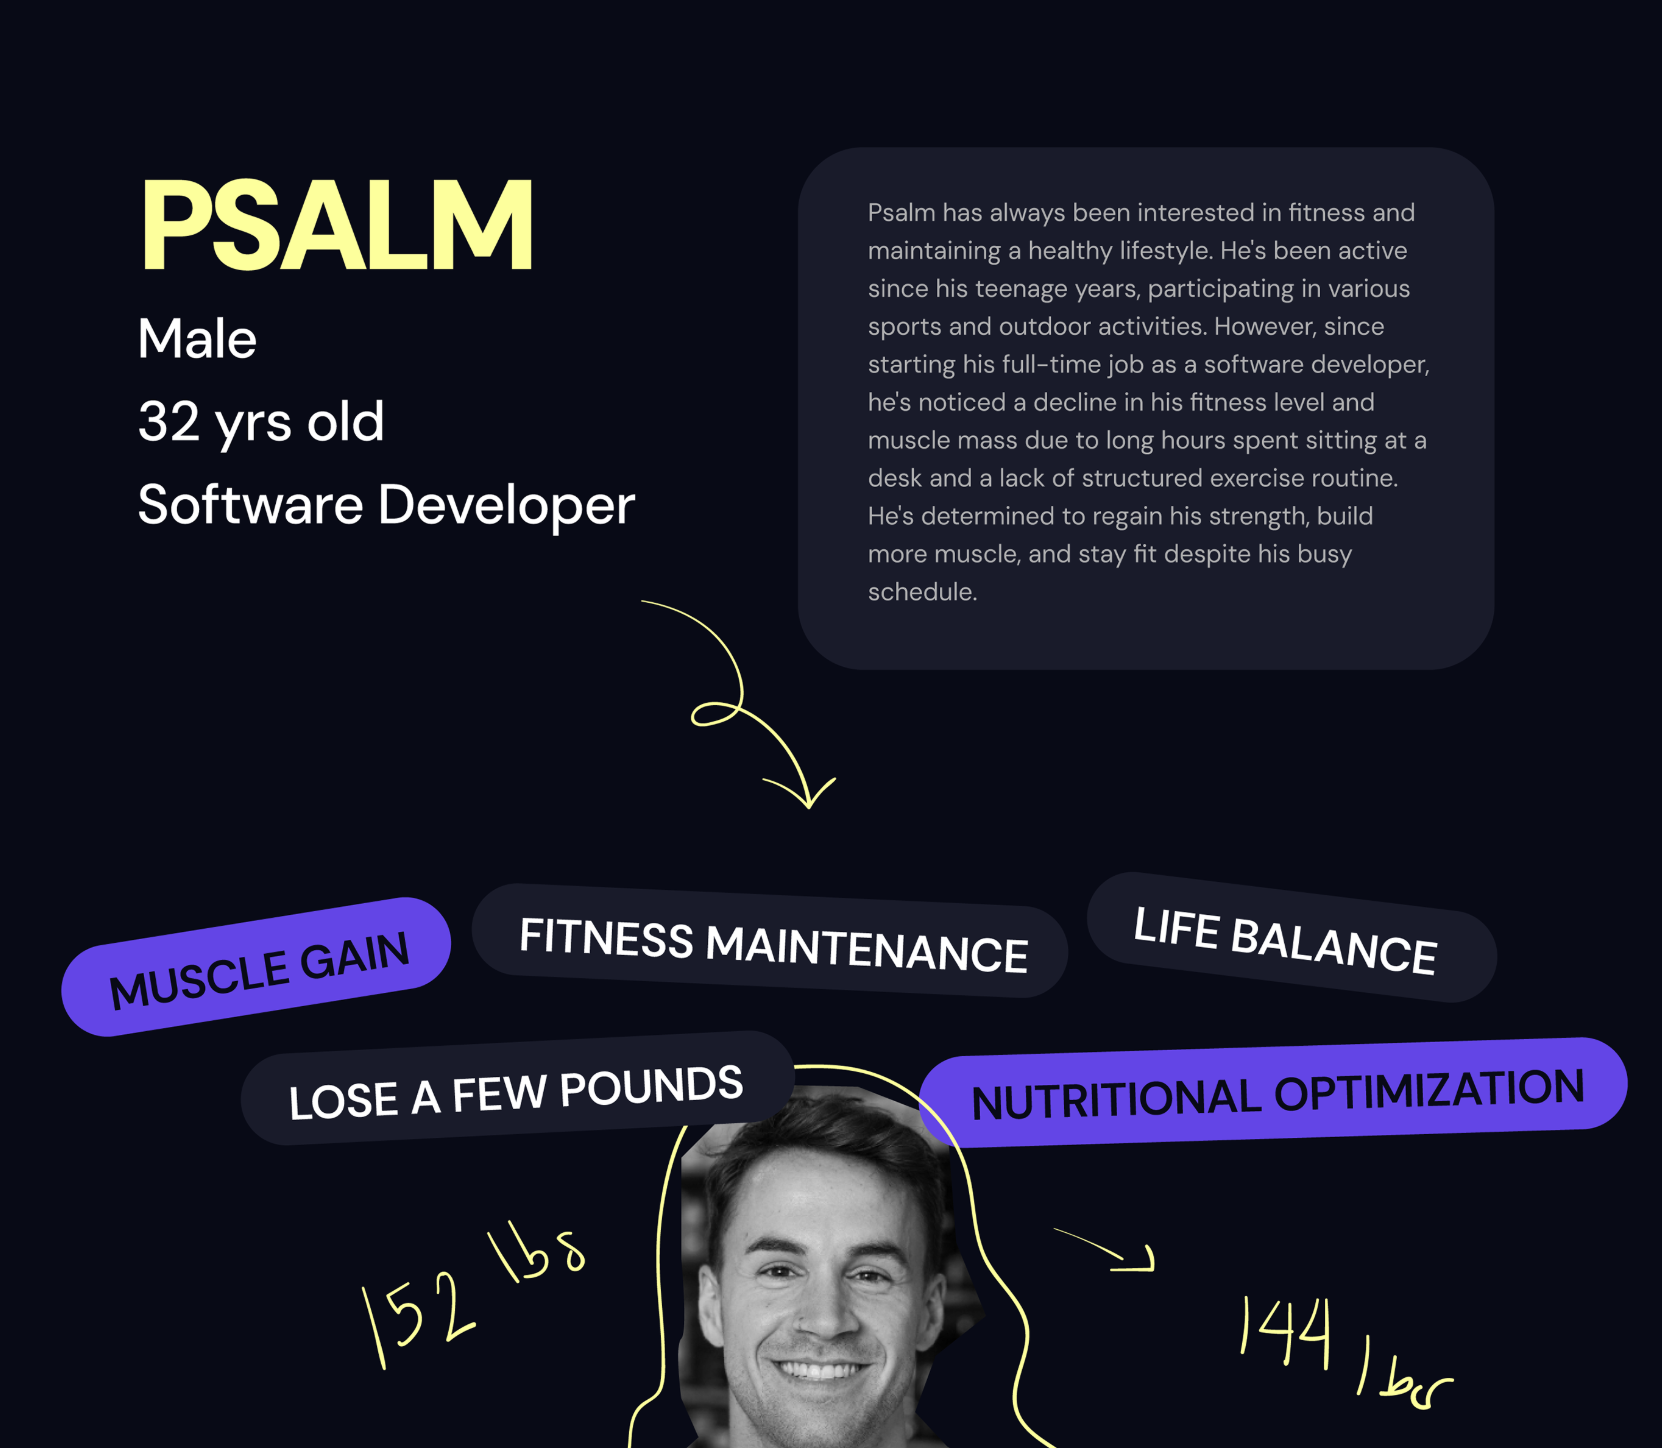 PSALM
Male
32 yrs old
Software Developer
Psalm has always been interested in fitness and
maintaining a healthy lifestyle. He's been active
since his teenage years, participating in various
sports and outdoor activities. However, since
starting his full-time job as a software developer,
he's noticed a decline in his fitness level and
muscle mass due to long hours spent sitting at a
desk and a lack of structured exercise routine.
He's determined to regain his strength, build
more muscle, and stay fit despite his busy
schedule.
MUSCLE GAIN
FITNESS MAINTENANCE
LIFE BALANCE
LOSE A FEW POUNDS
NUTRITIONAL OPTIMIZATION
152 lbs
144 lbs